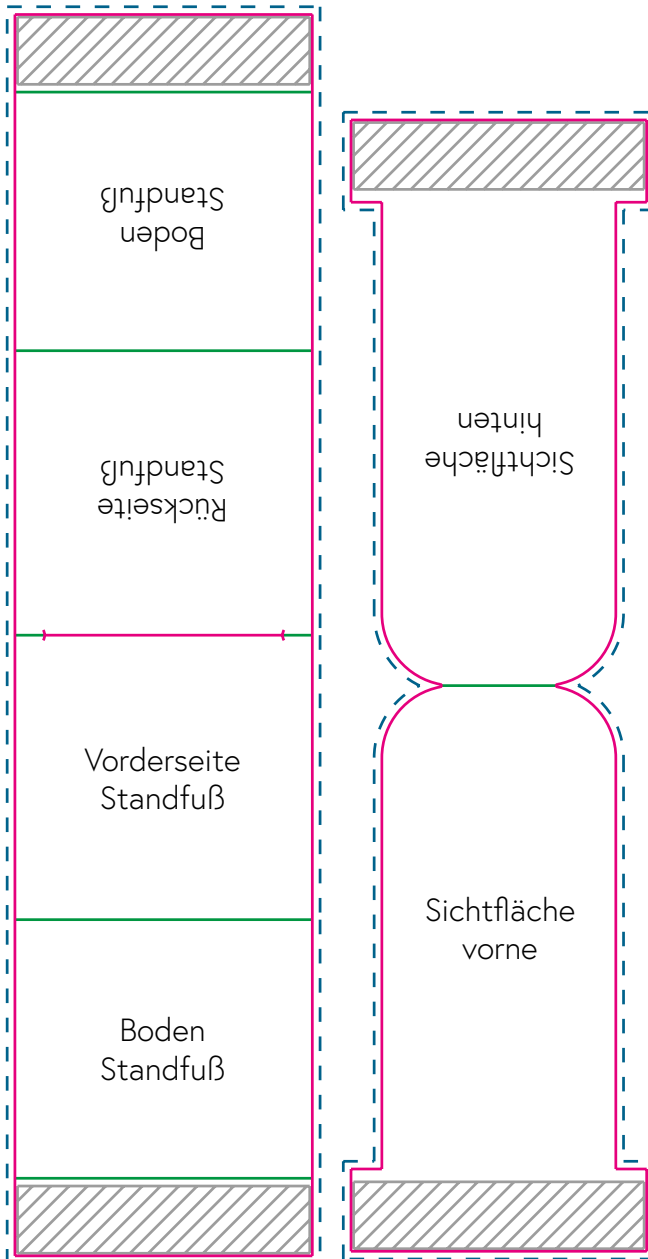 Boden
Standfuß
Rückseite
Standfuß
Vorderseite
Standfuß
Boden
Standfuß
Sichtfläche
hinten
Sichtfläche
vorne